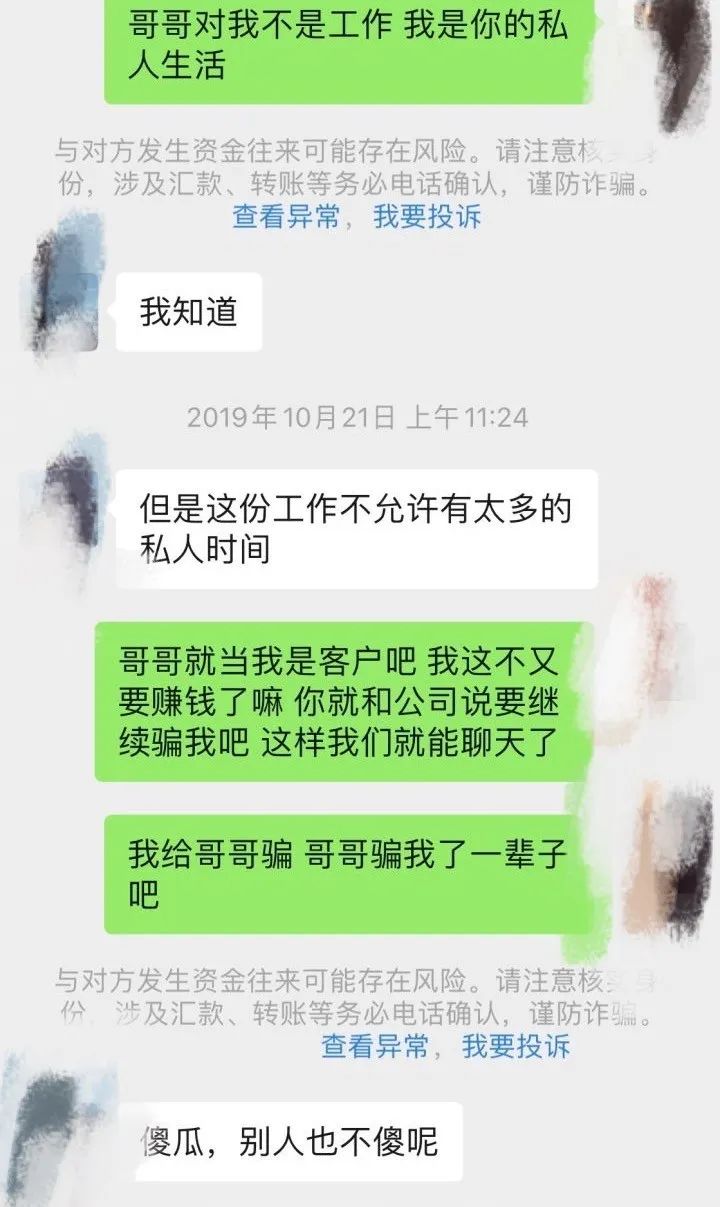 哥哥对我不是工作 我是你的私
人生活
与对方发生资金往来可能存在风险。请注意核实身
份，涉及汇款、转账等务必电话确认，谨防诈骗。
查看异常，我要投诉
我知道
2019年10月21日 上午11:24
但是这份工作不允许有太多的
私人时间
哥哥就当我是客户吧 我这不又
要赚钱了嘛 你就和公司说要继
续骗我吧 这样我们就能聊天了
我给哥哥骗 哥哥骗我了一辈子
吧
与对方发生资金往来可能存在风险。请注意核实身
份，涉及汇款、转账等务必电话确认，谨防诈骗。
查看异常，我要投诉
傻瓜，别人也不傻呢